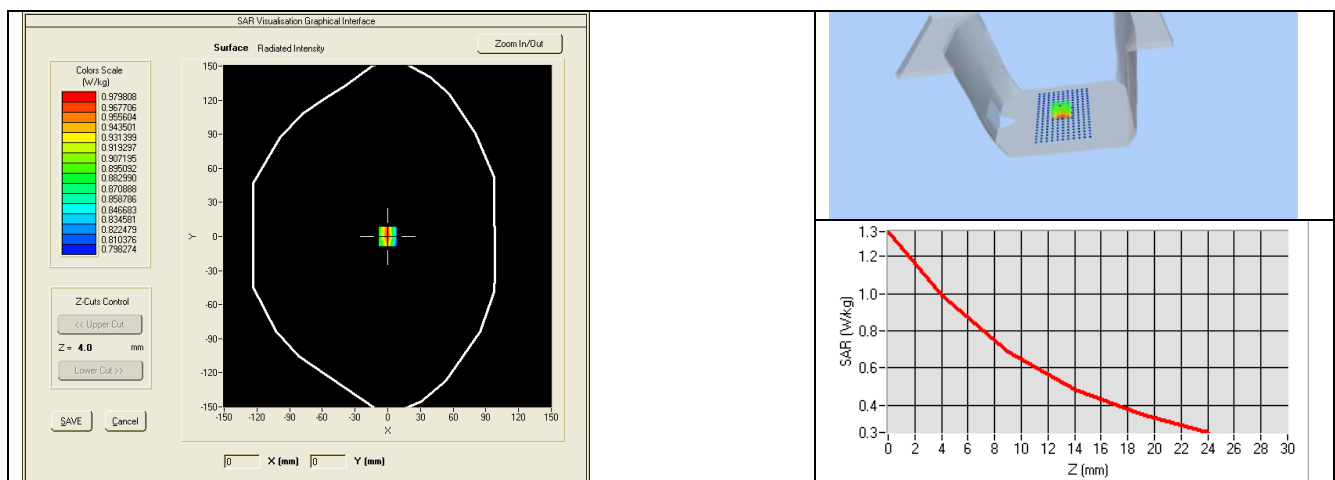 SAR Visualisation Graphical Interface
Surface Radiated Intensity
Zoom In/Out
Colors Scale
(W/kg)
0.979808
0.967706
0.955604
0.943501
0.931399
0.919297
0.907195
0.895092
0.882990
0.870888
0.858786
0.846683
0.834581
0.822479
0.810376
0.798274
Z-Cuts Control
<< Upper Cut
Z = 4.0 mm
Lower Cut >>
SAVE Cancel
150-
120-
90-
60-
30-
0-
-30-
-60-
-90-
-120-
-150-
Y
-150 -120 -90 -60 -30 0 30 60 90 120 150
X
0 X (mm) 0 Y (mm)
1.3-
1.2-
1.0-
0.8-
0.6-
0.4-
0.3-
SAR (W/kg)
0 2 4 6 8 10 12 14 16 18 20 22 24 26 28 30
Z (mm)